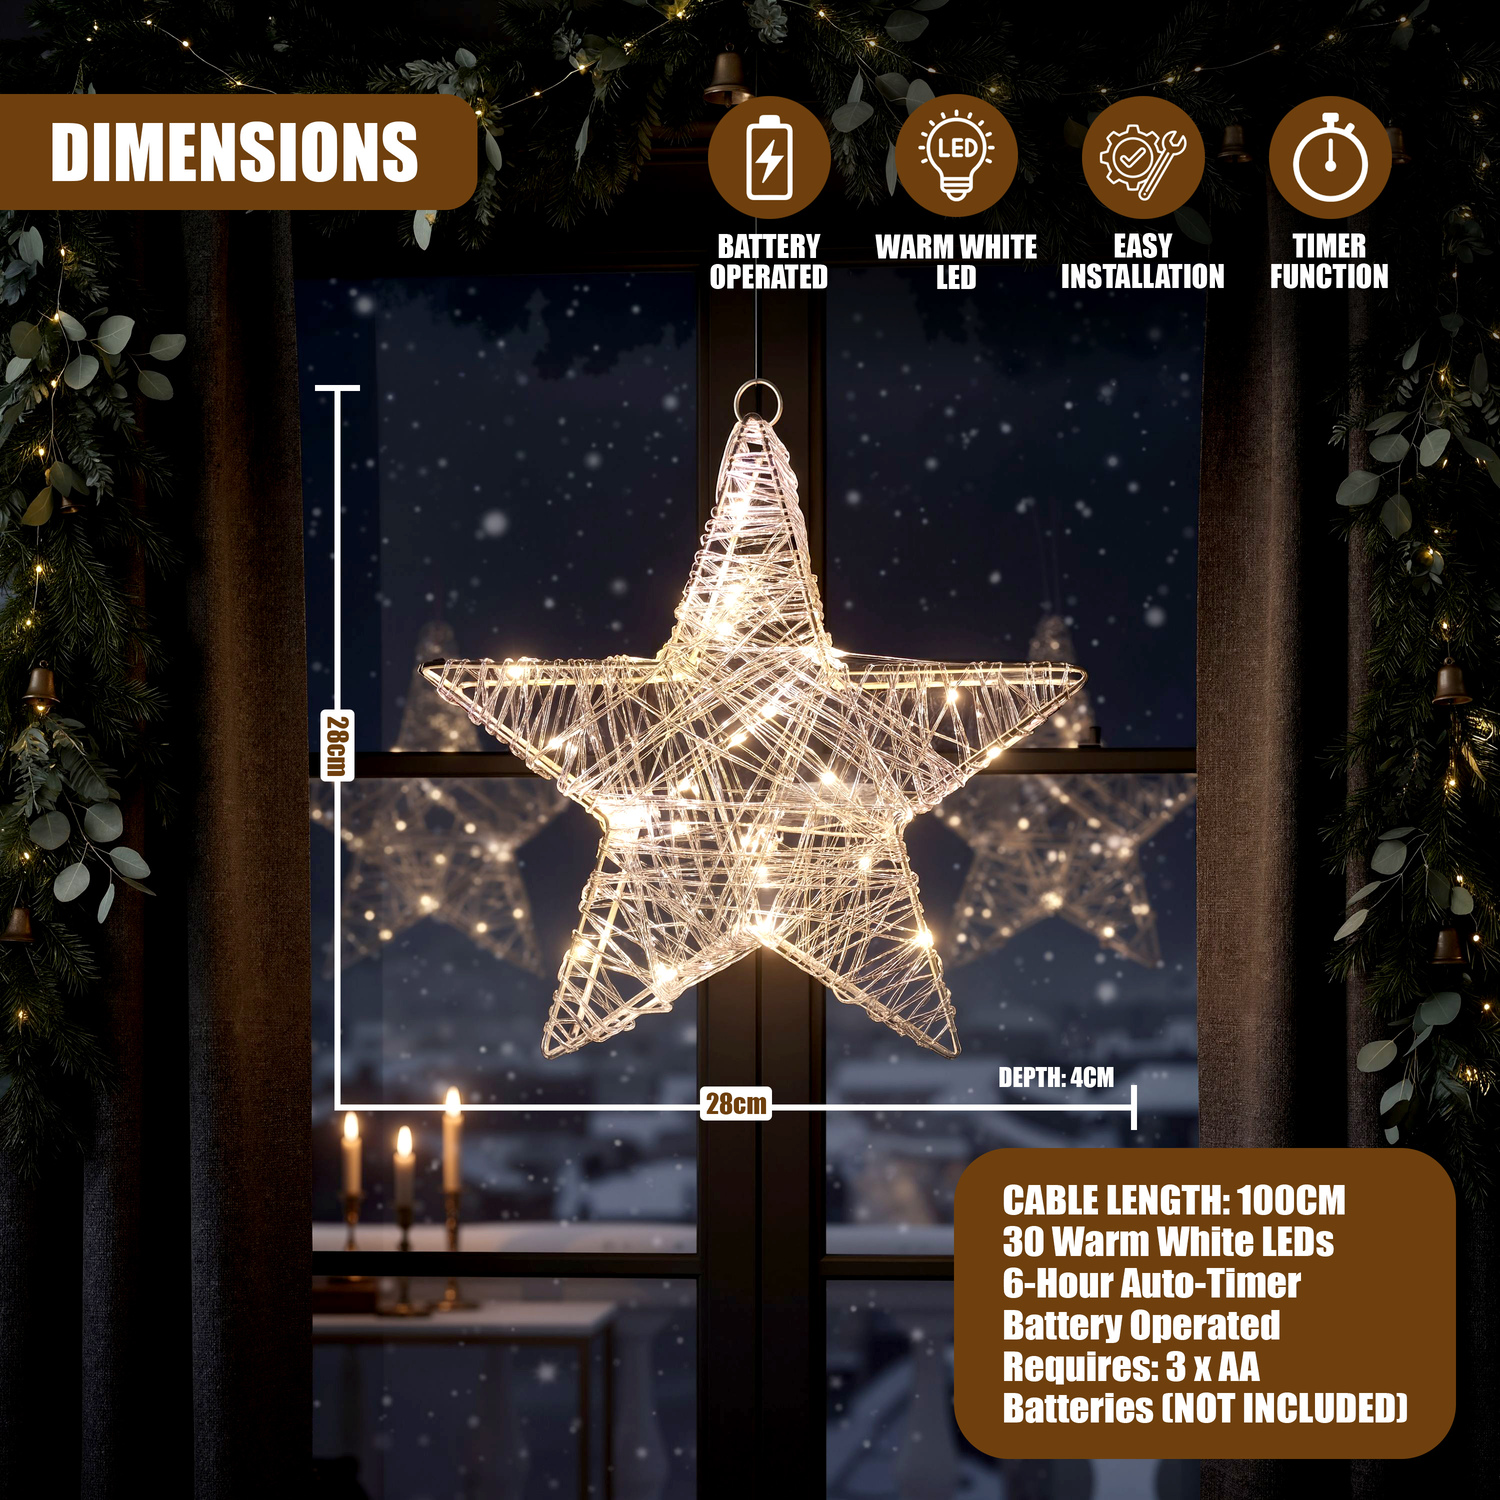 DIMENSIONS
LED
BATTERY
OPERATED
WARM WHITE
LED
EASY
INSTALLATION
TIMER
FUNCTION
28cm
DEPTH: 4CM
28cm
CABLE LENGTH: 100CM
30 Warm White LEDs
6-Hour Auto-Timer
Battery Operated
Requires: 3 x AA
Batteries (NOT INCLUDED)